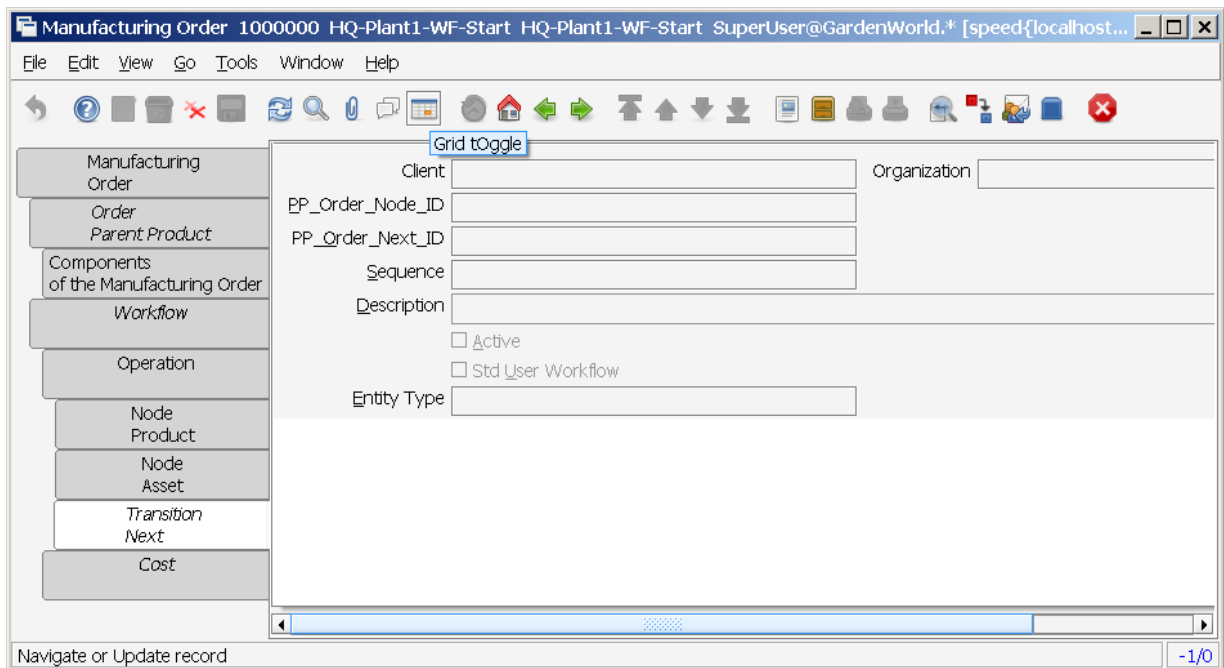 Manufacturing Order 1000000 HQ-Plant1-WF-Start HQ-Plant1-WF-Start SuperUser@GardenWorld.* [speed{localhost...
File Edit View Go Tools Window Help
Grid tOggle
Manufacturing
Order
Order
Parent Product
Components
of the Manufacturing Order
Workflow
Operation
Node
Product
Node
Asset
Transition
Next
Cost
Client
Organization
PP_Order_Node_ID
PP_Order_Next_ID
Sequence
Description
Active
Std User Workflow
Entity Type
Navigate or Update record
-1/0